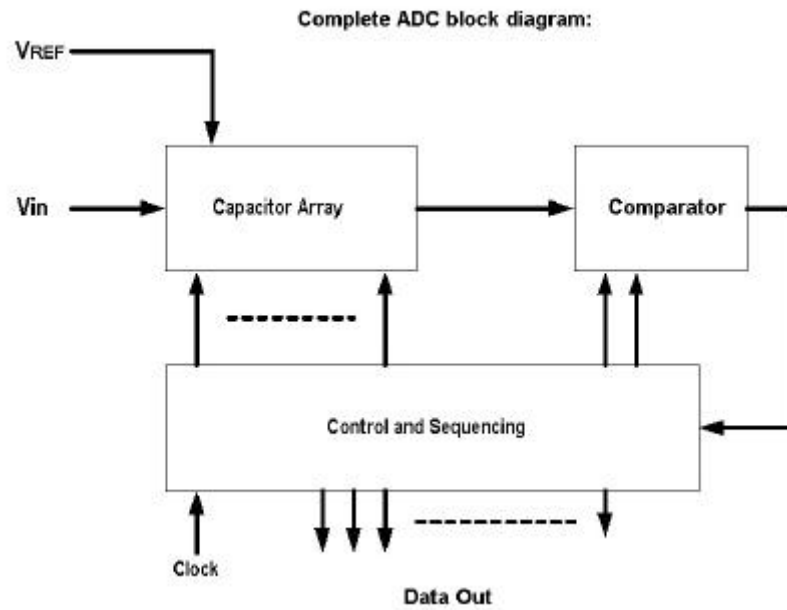 Complete ADC block diagram:
VREF
Vin
Capacitor Array
Comparator
Control and Sequencing
Clock
Data Out